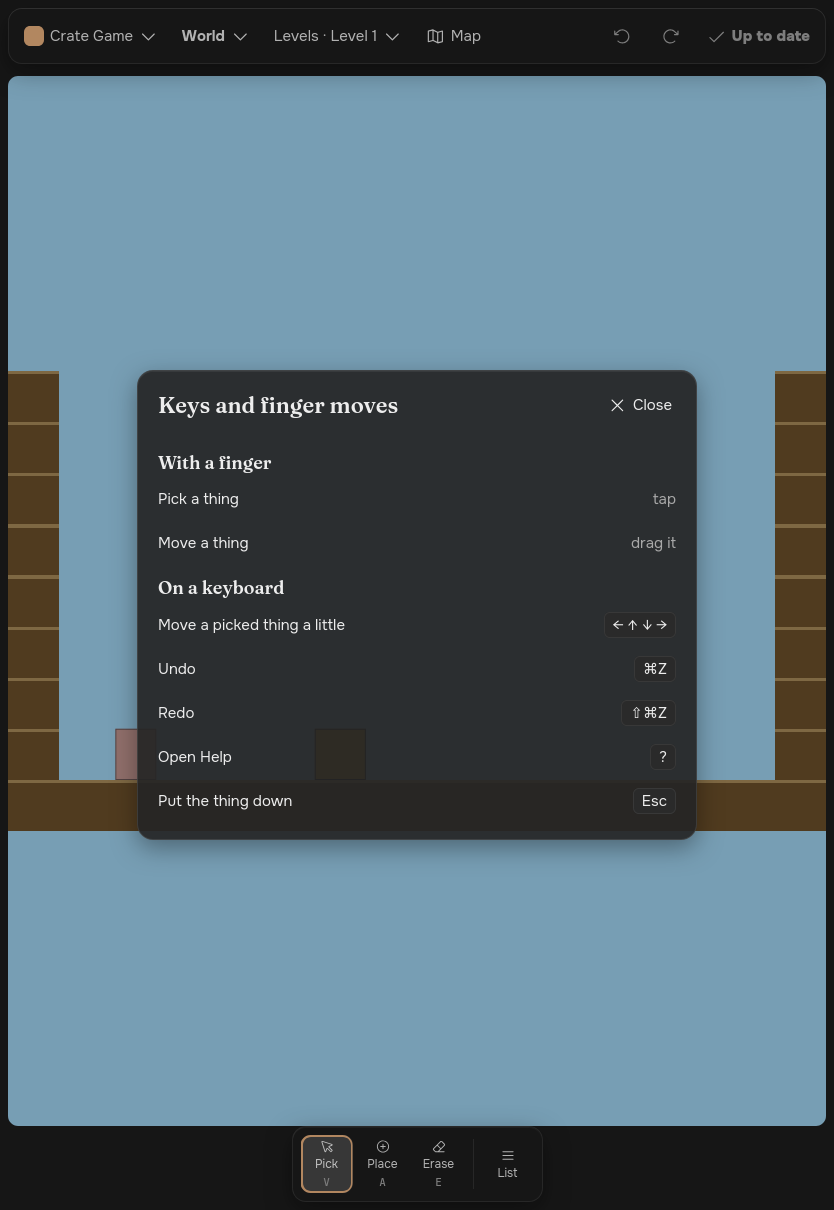 Crate Game World Levels · Level 1 Map Up to date
Keys and finger moves Close
With a finger
Pick a thing tap
Move a thing drag it
On a keyboard
Move a picked thing a little ← ↑ ↓ →
Undo ⌘Z
Redo ⇧⌘Z
Open Help ?
Put the thing down Esc
Pick Place Erase List
V A E